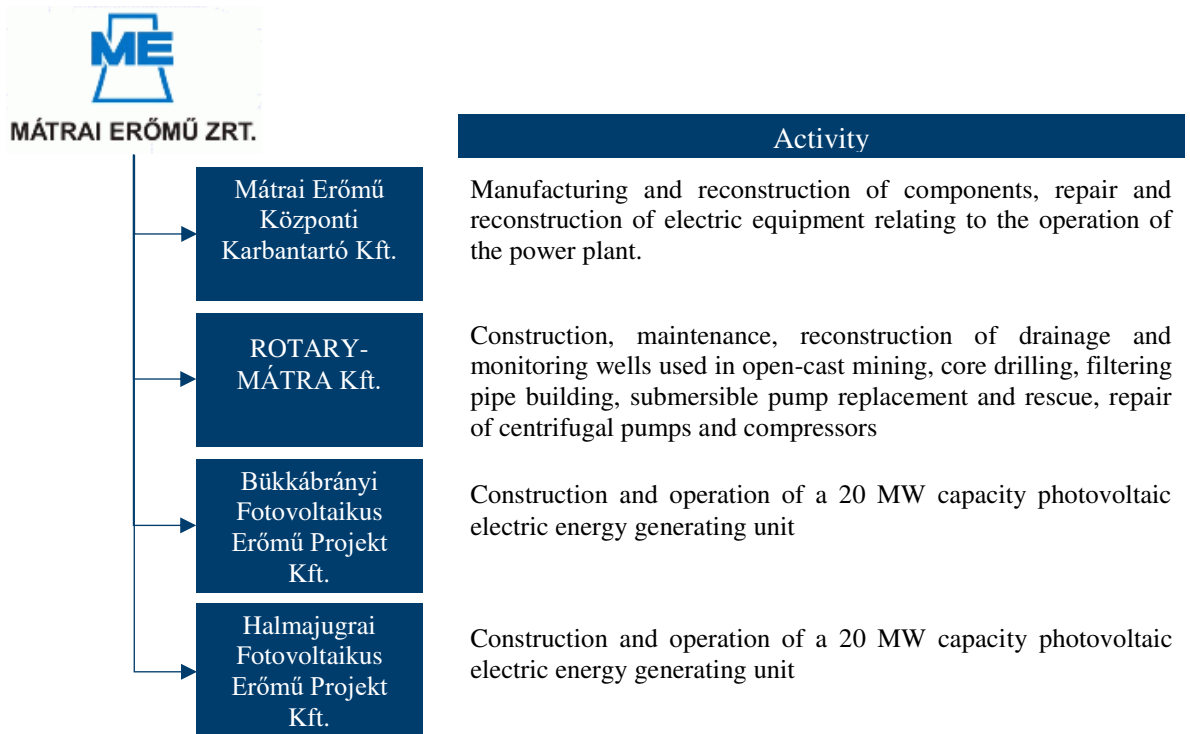 ME
MÁTRAI ERŐMŰ ZRT.
Activity
Mátrai Erőmű
Központi
Karbantartó Kft.
Manufacturing and reconstruction of components, repair and
reconstruction of electric equipment relating to the operation of
the power plant.
ROTARY-
MÁTRA Kft.
Construction, maintenance, reconstruction of drainage and
monitoring wells used in open-cast mining, core drilling, filtering
pipe building, submersible pump replacement and rescue, repair
of centrifugal pumps and compressors
Bükkábrányi
Fotovoltaikus
Erőmű Projekt
Kft.
Construction and operation of a 20 MW capacity photovoltaic
electric energy generating unit
Halmajugrai
Fotovoltaikus
Erőmű Projekt
Kft.
Construction and operation of a 20 MW capacity photovoltaic
electric energy generating unit